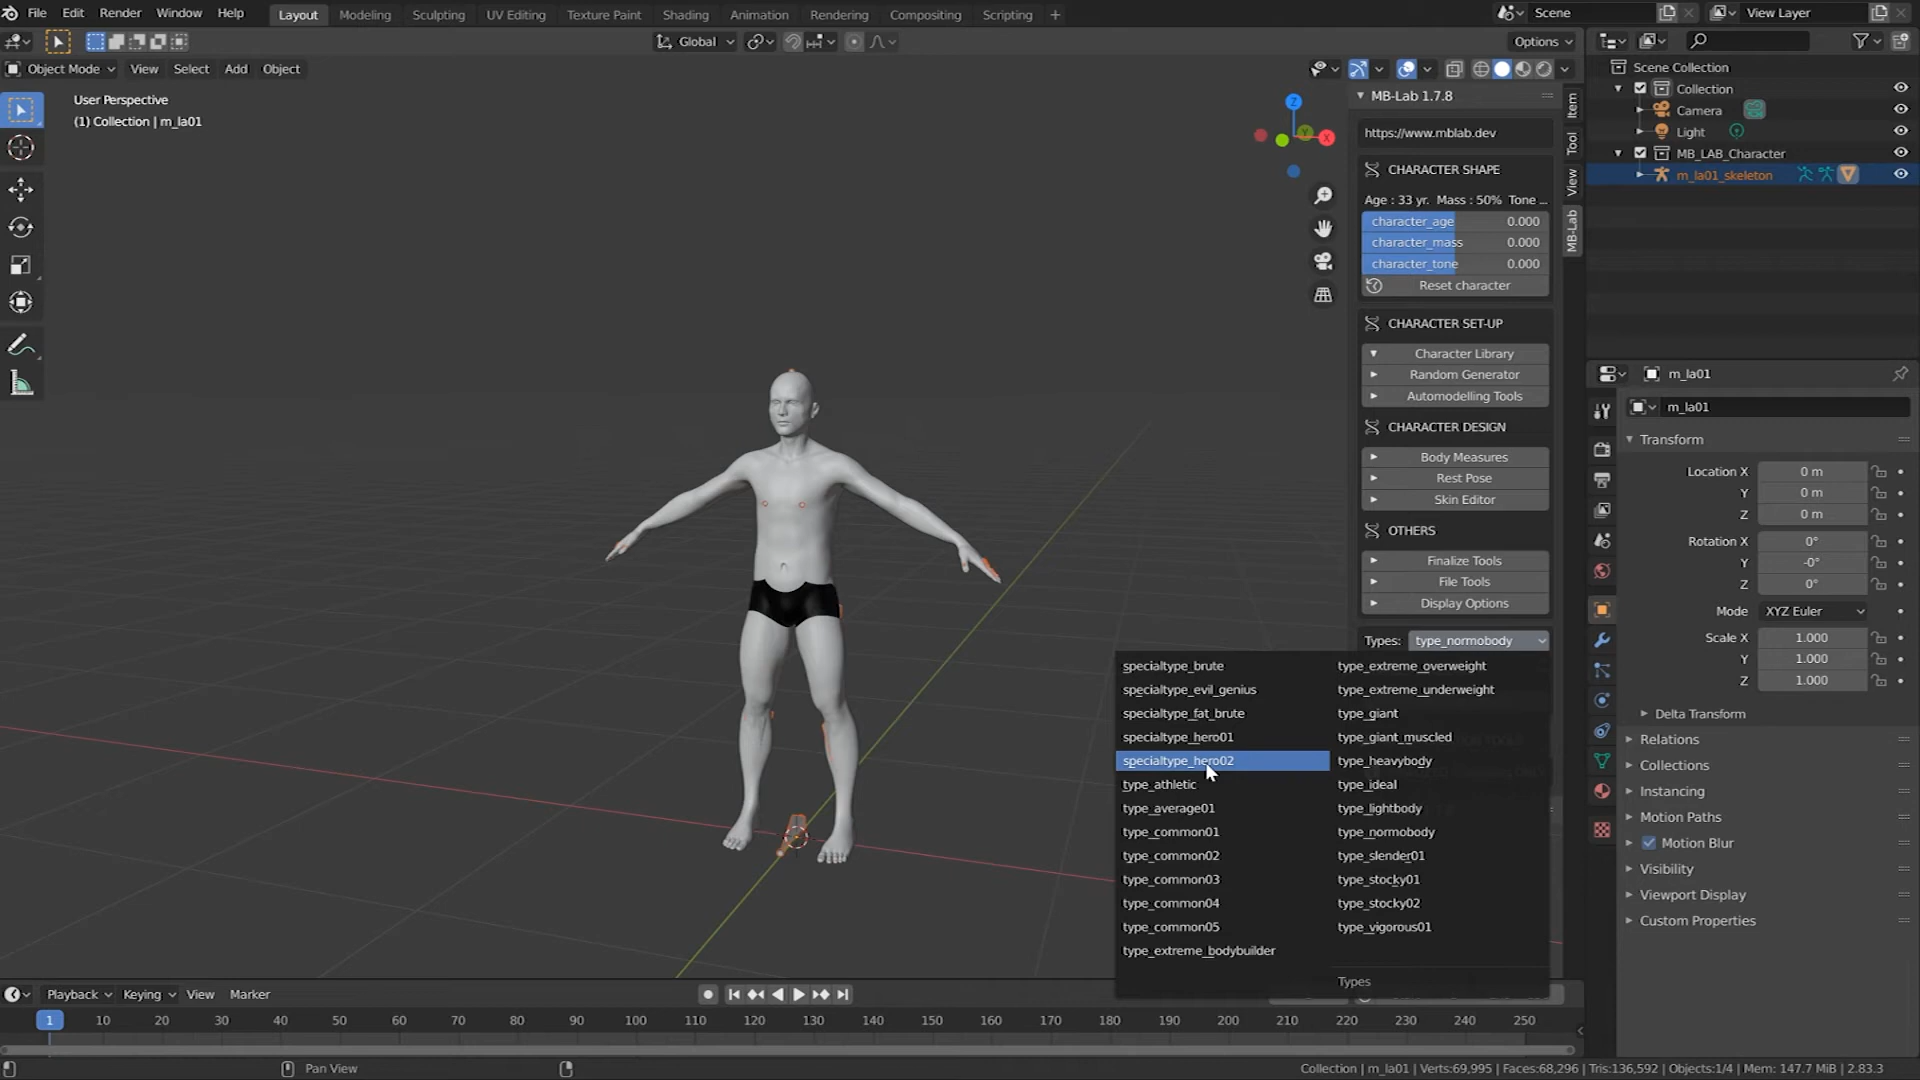 File Edit Render Window Help Layout Modeling Sculpting UV Editing Texture Paint Shading Animation Rendering Compositing Scripting + Scene View Layer
Global Options
Object Mode View Select Add Object
User Perspective
(1) Collection | m_la01
Z
Y
X
MB-Lab 1.7.8
https://www.mblab.dev
CHARACTER SHAPE
Age : 33 yr. Mass : 50% Tone ...
character_age 0.000
character_mass 0.000
character_tone 0.000
Reset character
CHARACTER SET-UP
Character Library
Random Generator
Automodelling Tools
CHARACTER DESIGN
Body Measures
Rest Pose
Skin Editor
OTHERS
Finalize Tools
File Tools
Display Options
Types: type_normobody
specialtype_brute
specialtype_evil_genius
specialtype_fat_brute
specialtype_hero01
specialtype_hero02
type_athletic
type_average01
type_common01
type_common02
type_common03
type_common04
type_common05
type_extreme_bodybuilder
type_extreme_overweight
type_extreme_underweight
type_giant
type_giant_muscled
type_heavybody
type_ideal
type_lightbody
type_normobody
type_slender01
type_stocky01
type_stocky02
type_vigorous01
Types
Item
Tool
View
MB-Lab
Scene Collection
Collection
Camera
Light
MB_LAB_Character
m_la01_skeleton
m_la01
m_la01
Transform
Location X 0 m
Y 0 m
Z 0 m
Rotation X 0°
Y -0°
Z 0°
Mode XYZ Euler
Scale X 1.000
Y 1.000
Z 1.000
Delta Transform
Relations
Collections
Instancing
Motion Paths
Motion Blur
Visibility
Viewport Display
Custom Properties
Playback Keying View Marker
1 10 20 30 40 50 60 70 80 90 100 110 120 130 140 150 160 170 180 190 200 210 220 230 240 250
Pan View
Collection | m_la01 | Verts:69,995 | Faces:68,296 | Tris:136,592 | Objects:1/4 | Mem: 147.7 MiB | 2.83.3